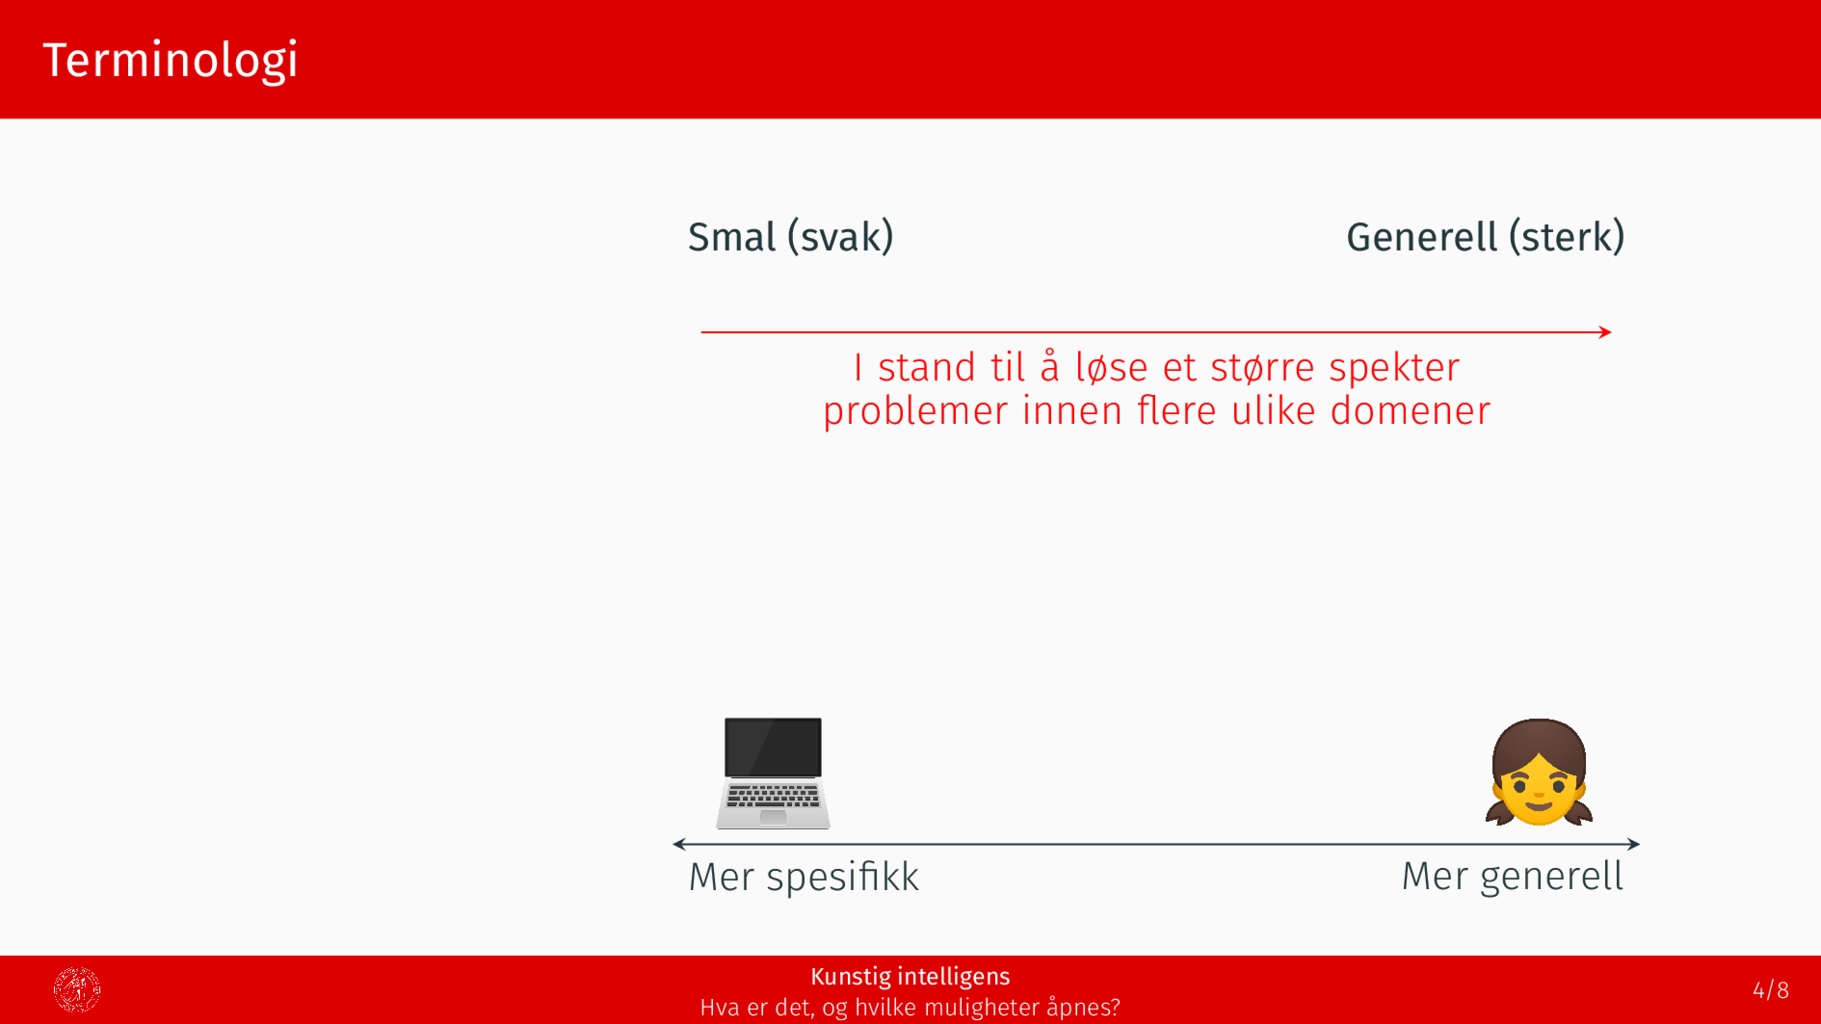 Terminologi
Smal (svak)
Generell (sterk)
I stand til å løse et større spekter
problemer innen flere ulike domener
Mer spesifikk
Mer generell
Kunstig intelligens
Hva er det, og hvilke muligheter åpnes?
4/8